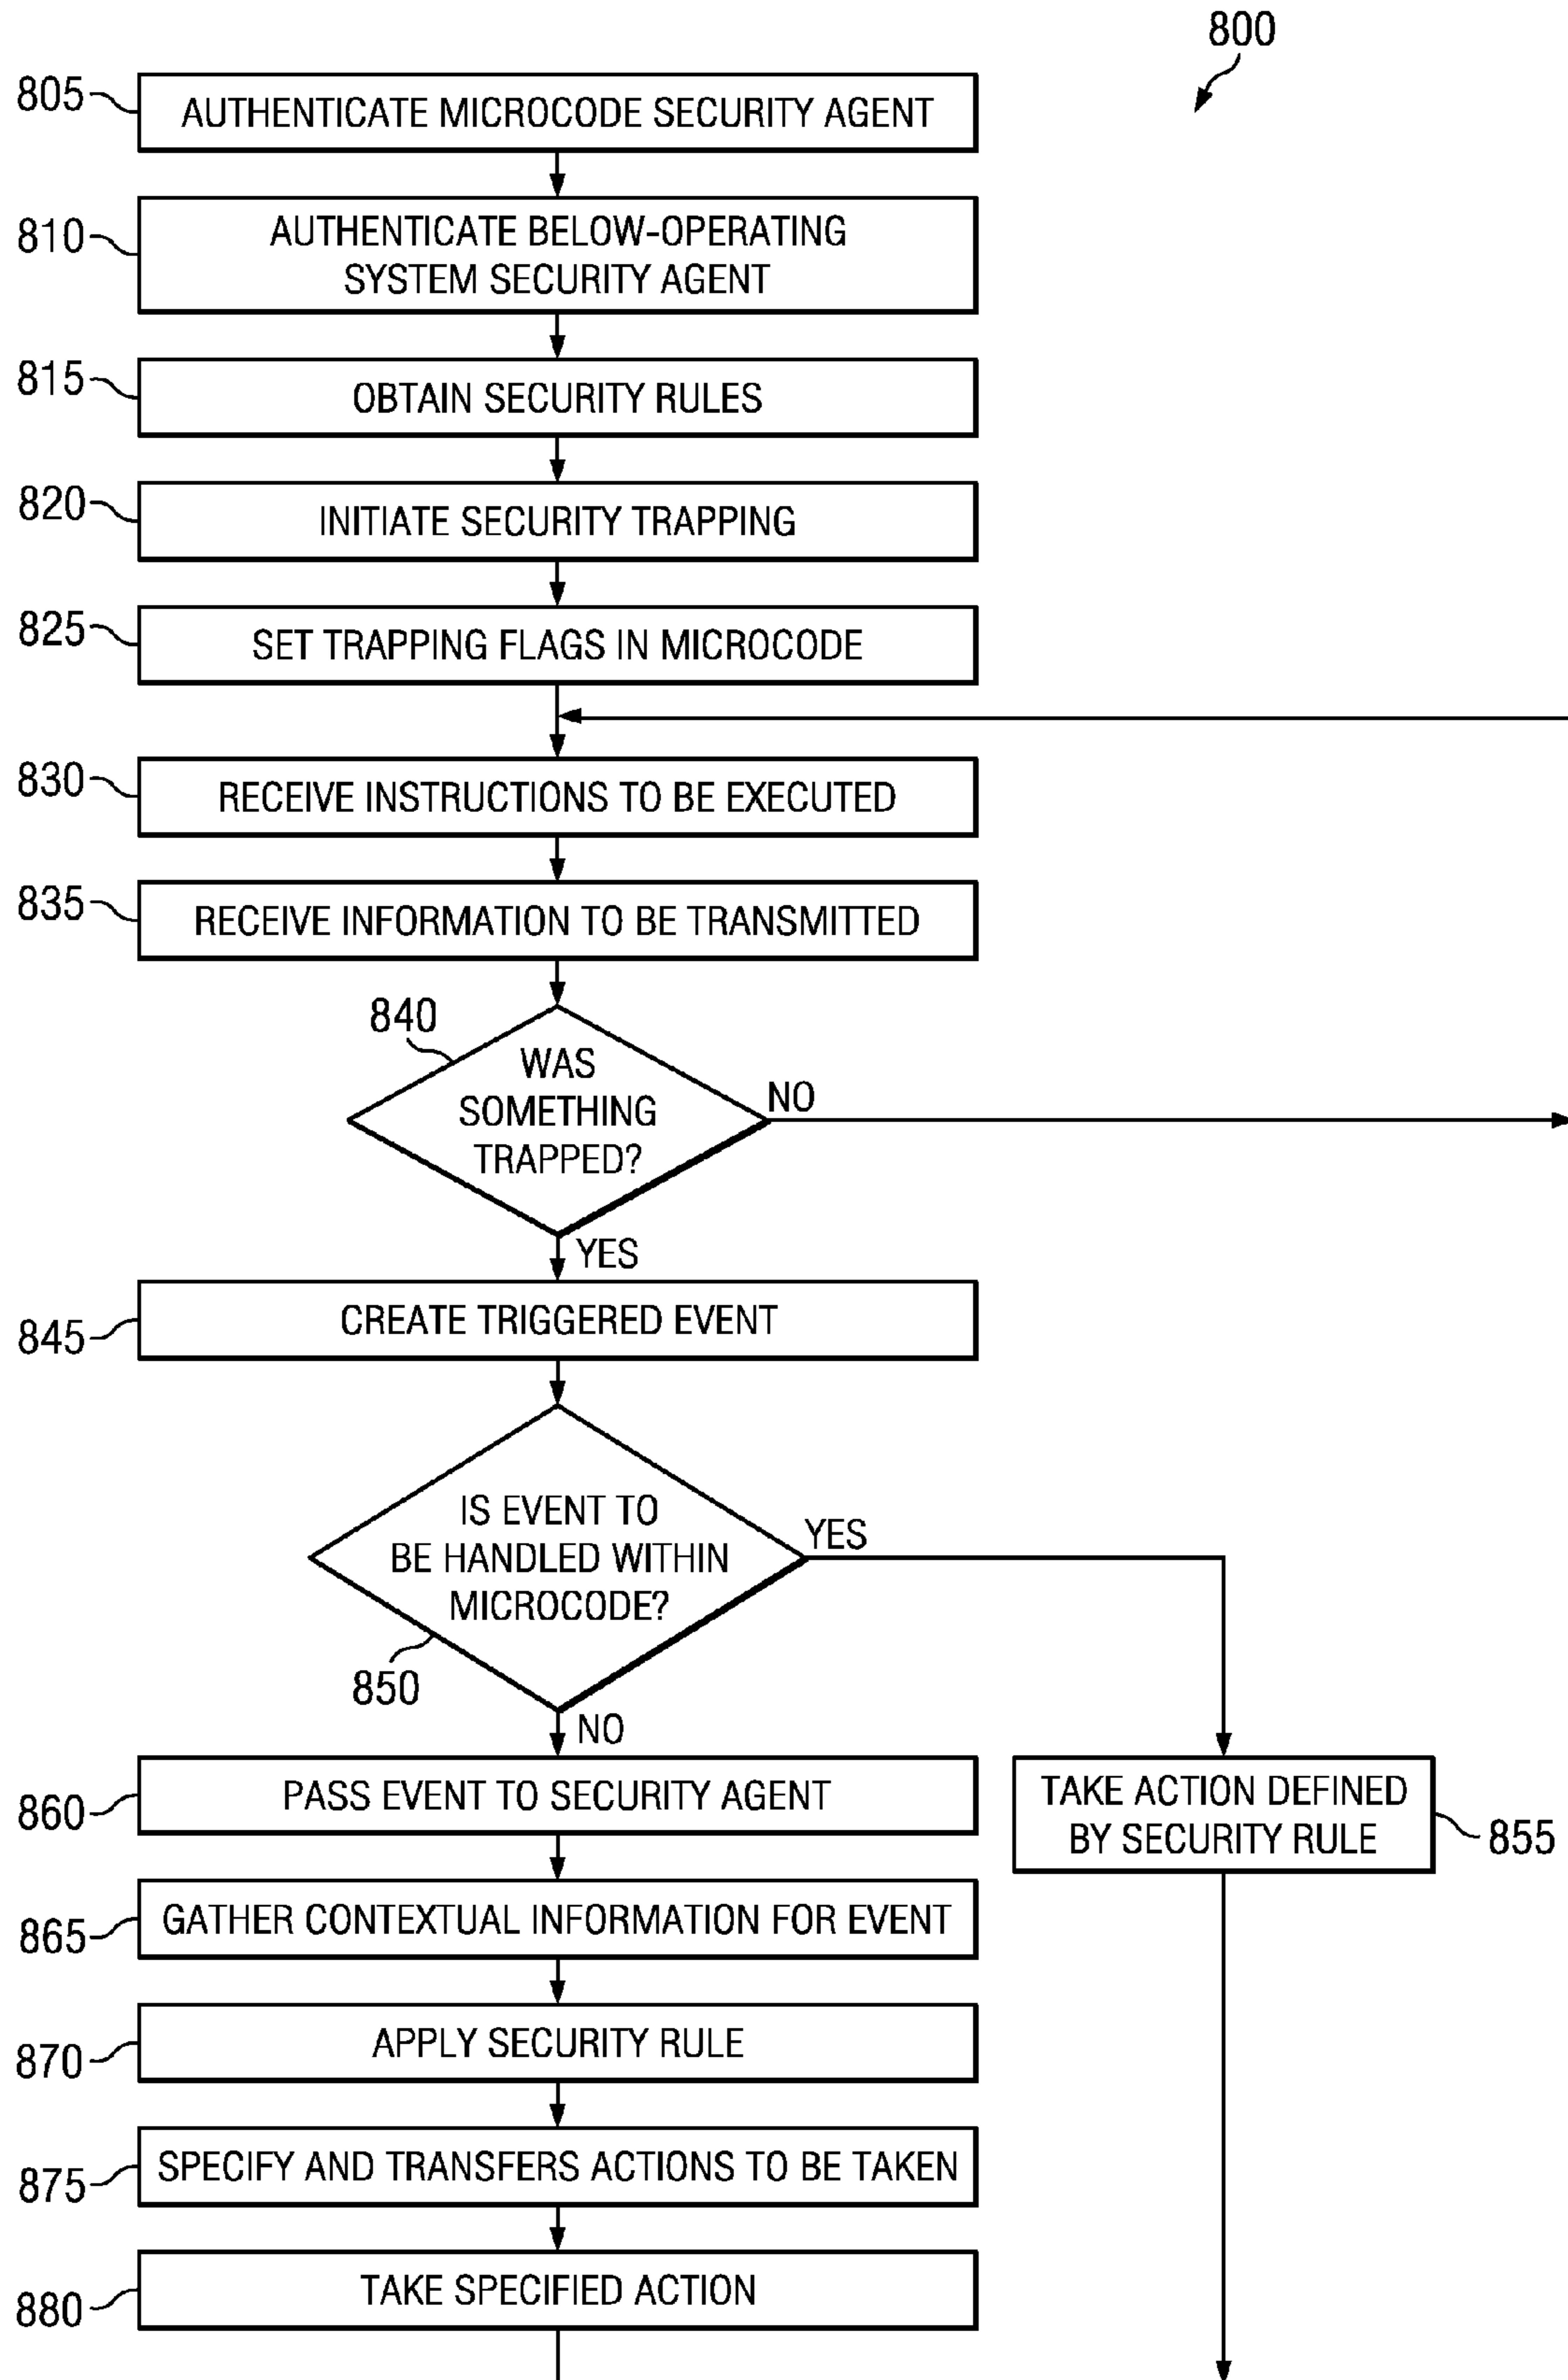 800
805
AUTHENTICATE MICROCODE SECURITY AGENT
810
AUTHENTICATE BELOW-OPERATING
SYSTEM SECURITY AGENT
815
OBTAIN SECURITY RULES
820
INITIATE SECURITY TRAPPING
825
SET TRAPPING FLAGS IN MICROCODE
830
RECEIVE INSTRUCTIONS TO BE EXECUTED
835
RECEIVE INFORMATION TO BE TRANSMITTED
840
WAS
SOMETHING
TRAPPED?
NO
YES
845
CREATE TRIGGERED EVENT
IS EVENT TO
BE HANDLED WITHIN
MICROCODE?
YES
850
NO
860
PASS EVENT TO SECURITY AGENT
TAKE ACTION DEFINED
BY SECURITY RULE
855
865
GATHER CONTEXTUAL INFORMATION FOR EVENT
870
APPLY SECURITY RULE
875
SPECIFY AND TRANSFERS ACTIONS TO BE TAKEN
880
TAKE SPECIFIED ACTION